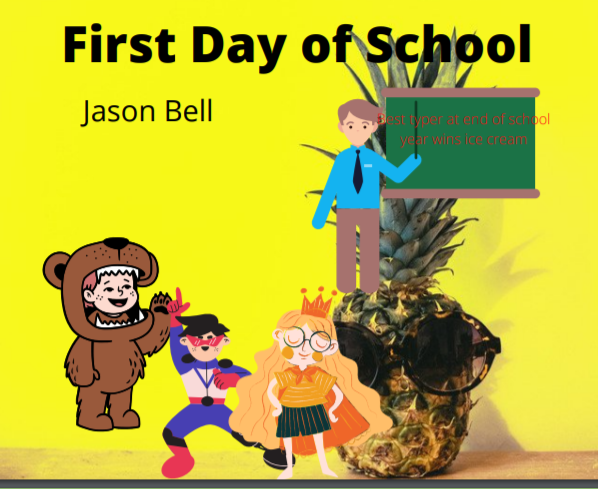 First Day of School
Jason Bell
Best typer at end of school
year wins ice cream